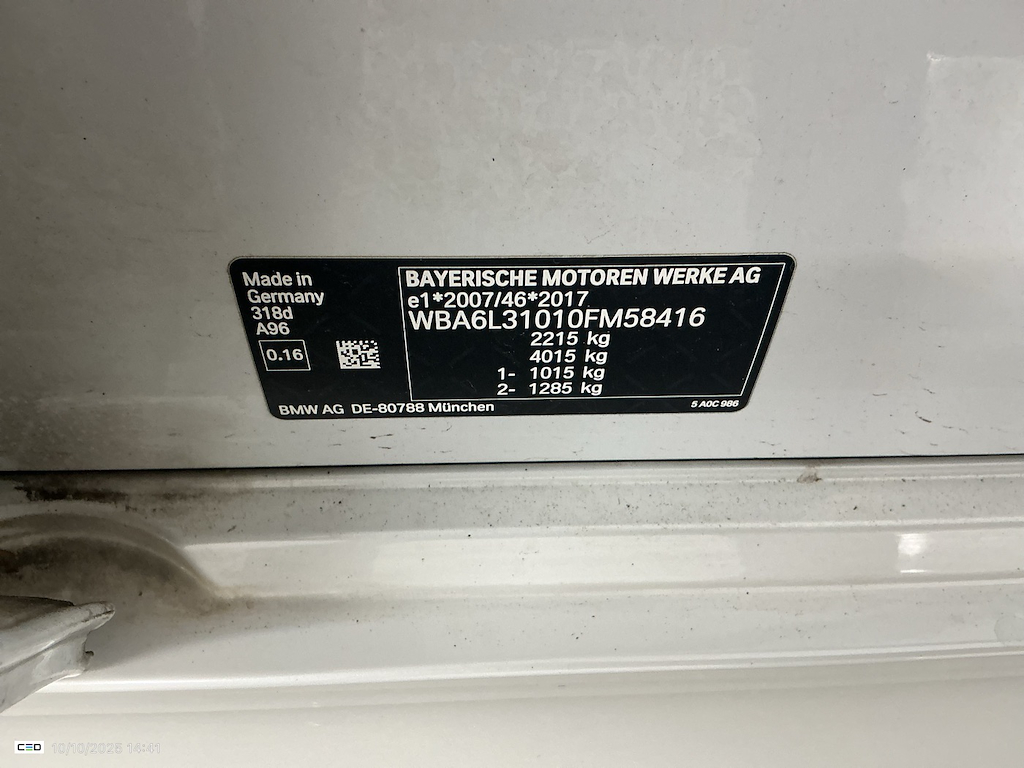 Made in
Germany
318d
A96
0.16
BAYERISCHE MOTOREN WERKE AG
e1*2007/46*2017
WBA6L31010FM58416
2215 kg
4015 kg
1- 1015 kg
2- 1285 kg
BMW AG DE-80788 München
5 A0C 986
CEO 10/10/2025 14:41